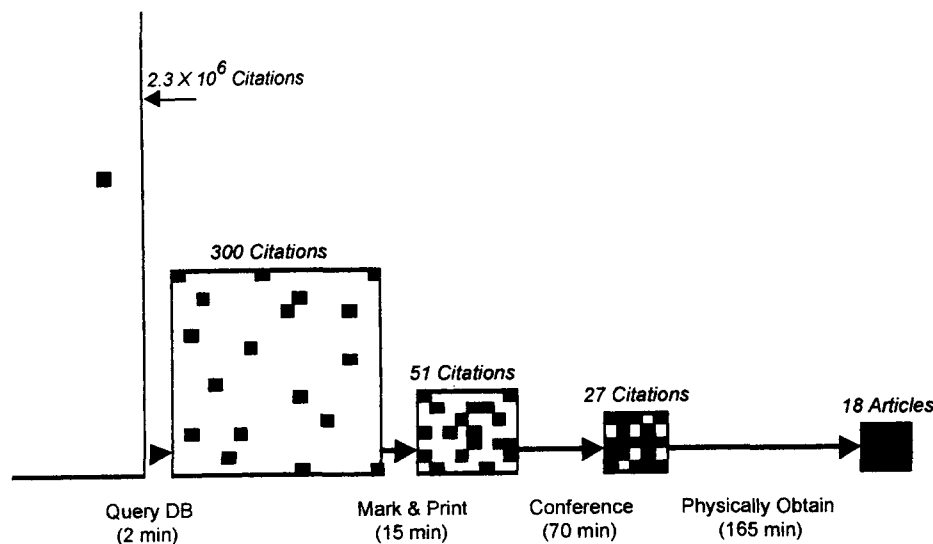 2.3 X 10^6 Citations
300 Citations
51 Citations
27 Citations
18 Articles
Query DB
(2 min)
Mark & Print
(15 min)
Conference
(70 min)
Physically Obtain
(165 min)